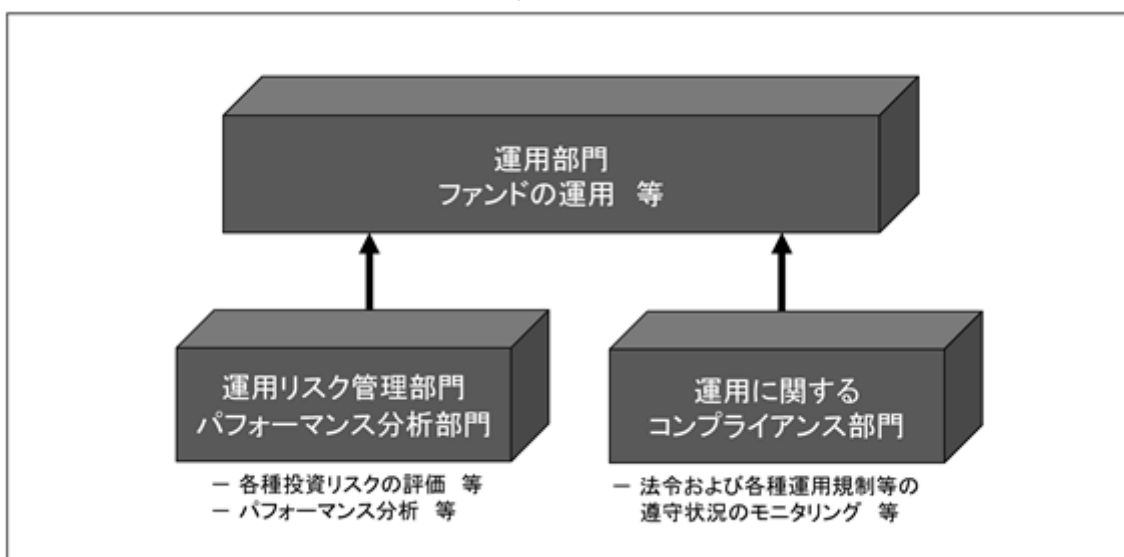 運用部門
ファンドの運用 等
運用リスク管理部門
パフォーマンス分析部門
運用に関する
コンプライアンス部門
－ 各種投資リスクの評価 等
－ パフォーマンス分析 等
－ 法令および各種運用規制等の
遵守状況のモニタリング 等